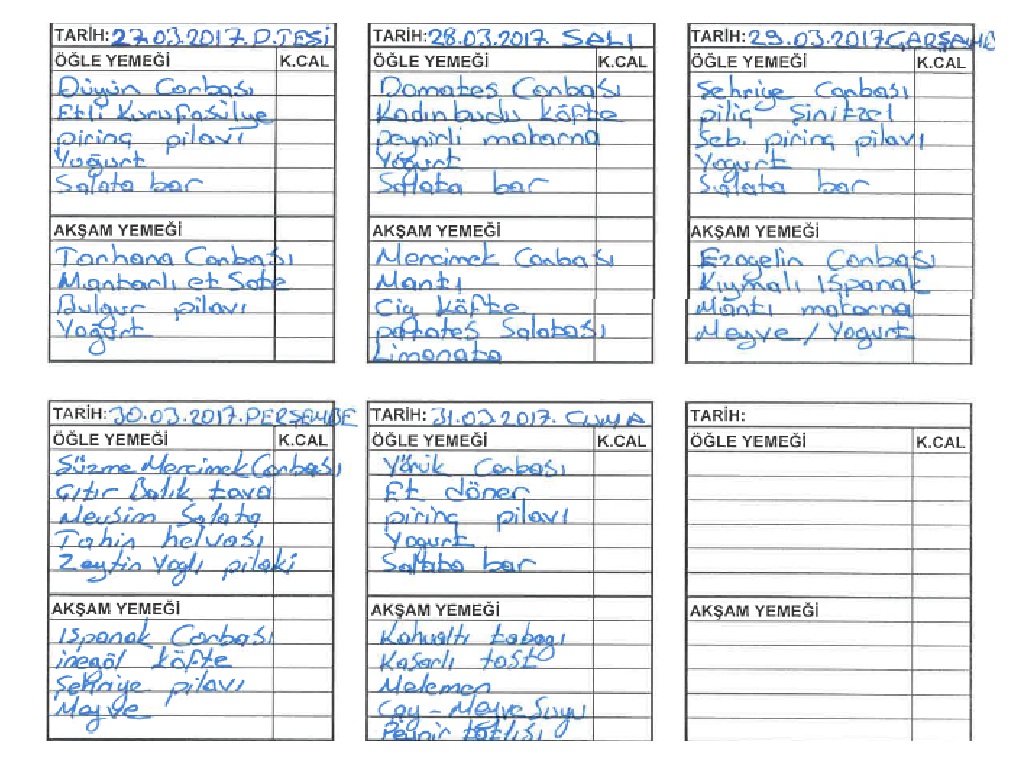 TARİH: 27.03.2017. P.TESİ
ÖĞLE YEMEĞİ K.CAL
Düğün Çorbası
Etli Kurufasülye
pirinç pilavı
Yoğurt
Salata bar
AKŞAM YEMEĞİ
Tarhana Çorbası
Mantarlı et Sote
Bulgur pilavı
Yoğurt
TARİH: 28.03.2017. SALI
ÖĞLE YEMEĞİ K.CAL
Domates Çorbası
Kadınbudu köfte
peynirli makarna
Yoğurt
Salata bar
AKŞAM YEMEĞİ
Mercimek Çorbası
Mantı
Çiğ köfte
patates Salatası
Limonata
TARİH: 29.03.2017 ÇARŞAMB
ÖĞLE YEMEĞİ K.CAL
Şehriye Çorbası
piliç Şinitzel
Seb. pirinç pilavı
Yogurt
Salata bar
AKŞAM YEMEĞİ
Ezogelin Çorbası
Kıymalı Ispanak
Mantı makarna
Meyve / Yogurt
TARİH: 30.03.2017. PERŞEMBE
ÖĞLE YEMEĞİ K.CAL
Süzme Mercimek Çorbası
Çıtır Balık tava
Mevsim Salata
Tahin helvası
Zeytin Yağlı pilaki
AKŞAM YEMEĞİ
Ispanak Çorbası
inegöl köfte
Şehriye pilavı
Meyve
TARİH: 31.03.2017. CUMA
ÖĞLE YEMEĞİ K.CAL
Yörük Çorbası
Et döner
pirinç pilavı
Yogurt
Salata bar
AKŞAM YEMEĞİ
Kahvaltı tabagı
Kaşarlı tost
Melemen
Çay - Meyve Suyu
Peynir tatlısı
TARİH:
ÖĞLE YEMEĞİ K.CAL
AKŞAM YEMEĞİ